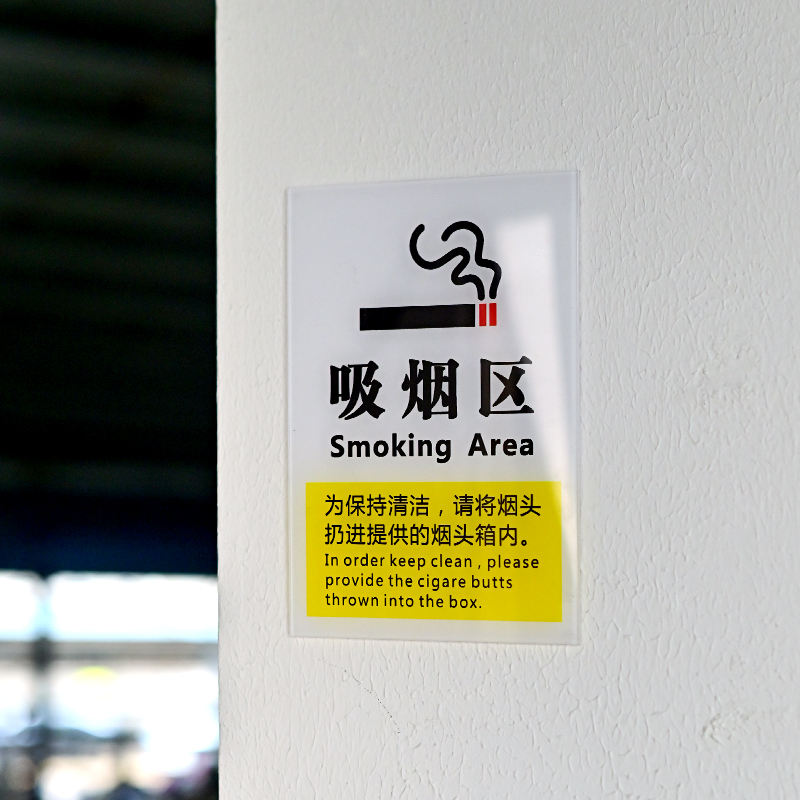 吸烟区
Smoking Area
为保持清洁，请将烟头
扔进提供的烟头箱内。
In order keep clean , please
provide the cigare butts
thrown into the box.